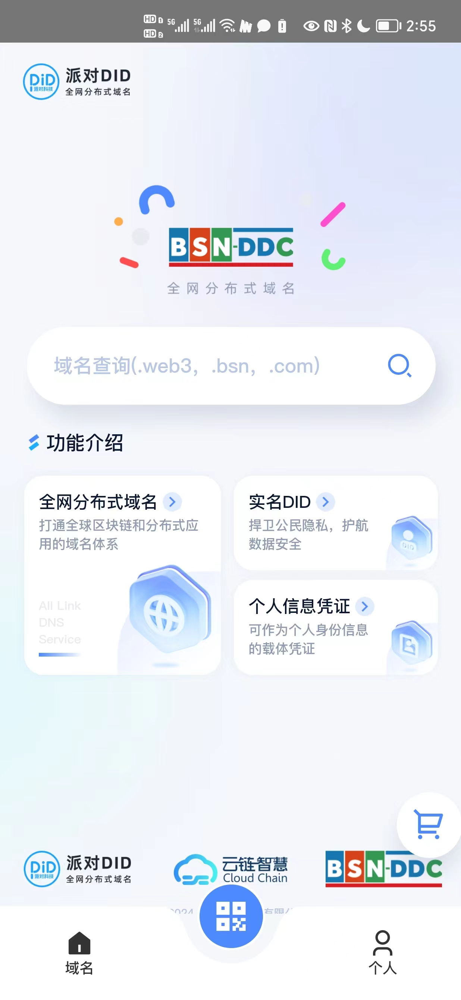 HD 1
HD 2
5G
5G
2:55
DiD
派对科技
派对DID
全网分布式域名
BSN-DDC
全网分布式域名
域名查询(.web3，.bsn，.com)
功能介绍
全网分布式域名
打通全球区块链和分布式应
用的域名体系
All Link
DNS
Service
实名DID
捍卫公民隐私，护航
数据安全
DID
个人信息凭证
可作为个人身份信息
的载体凭证
DiD
派对科技
派对DID
全网分布式域名
云链智慧
Cloud Chain
BSN-DDC
2024
有限
域名
个人